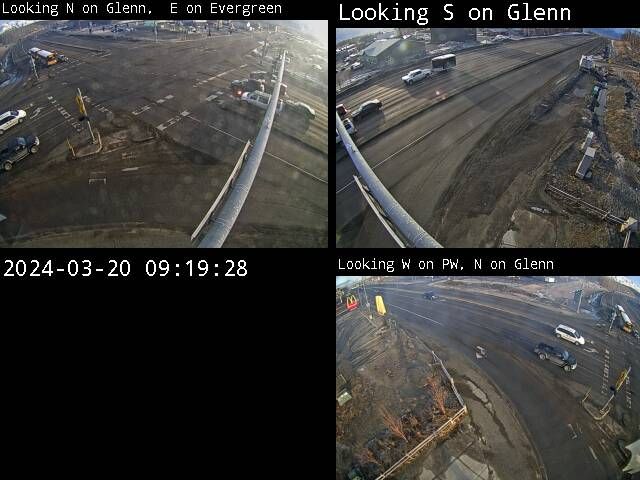 Looking N on Glenn,  E on Evergreen
Looking S on Glenn
2024-03-20 09:19:28
Looking W on PW, N on Glenn